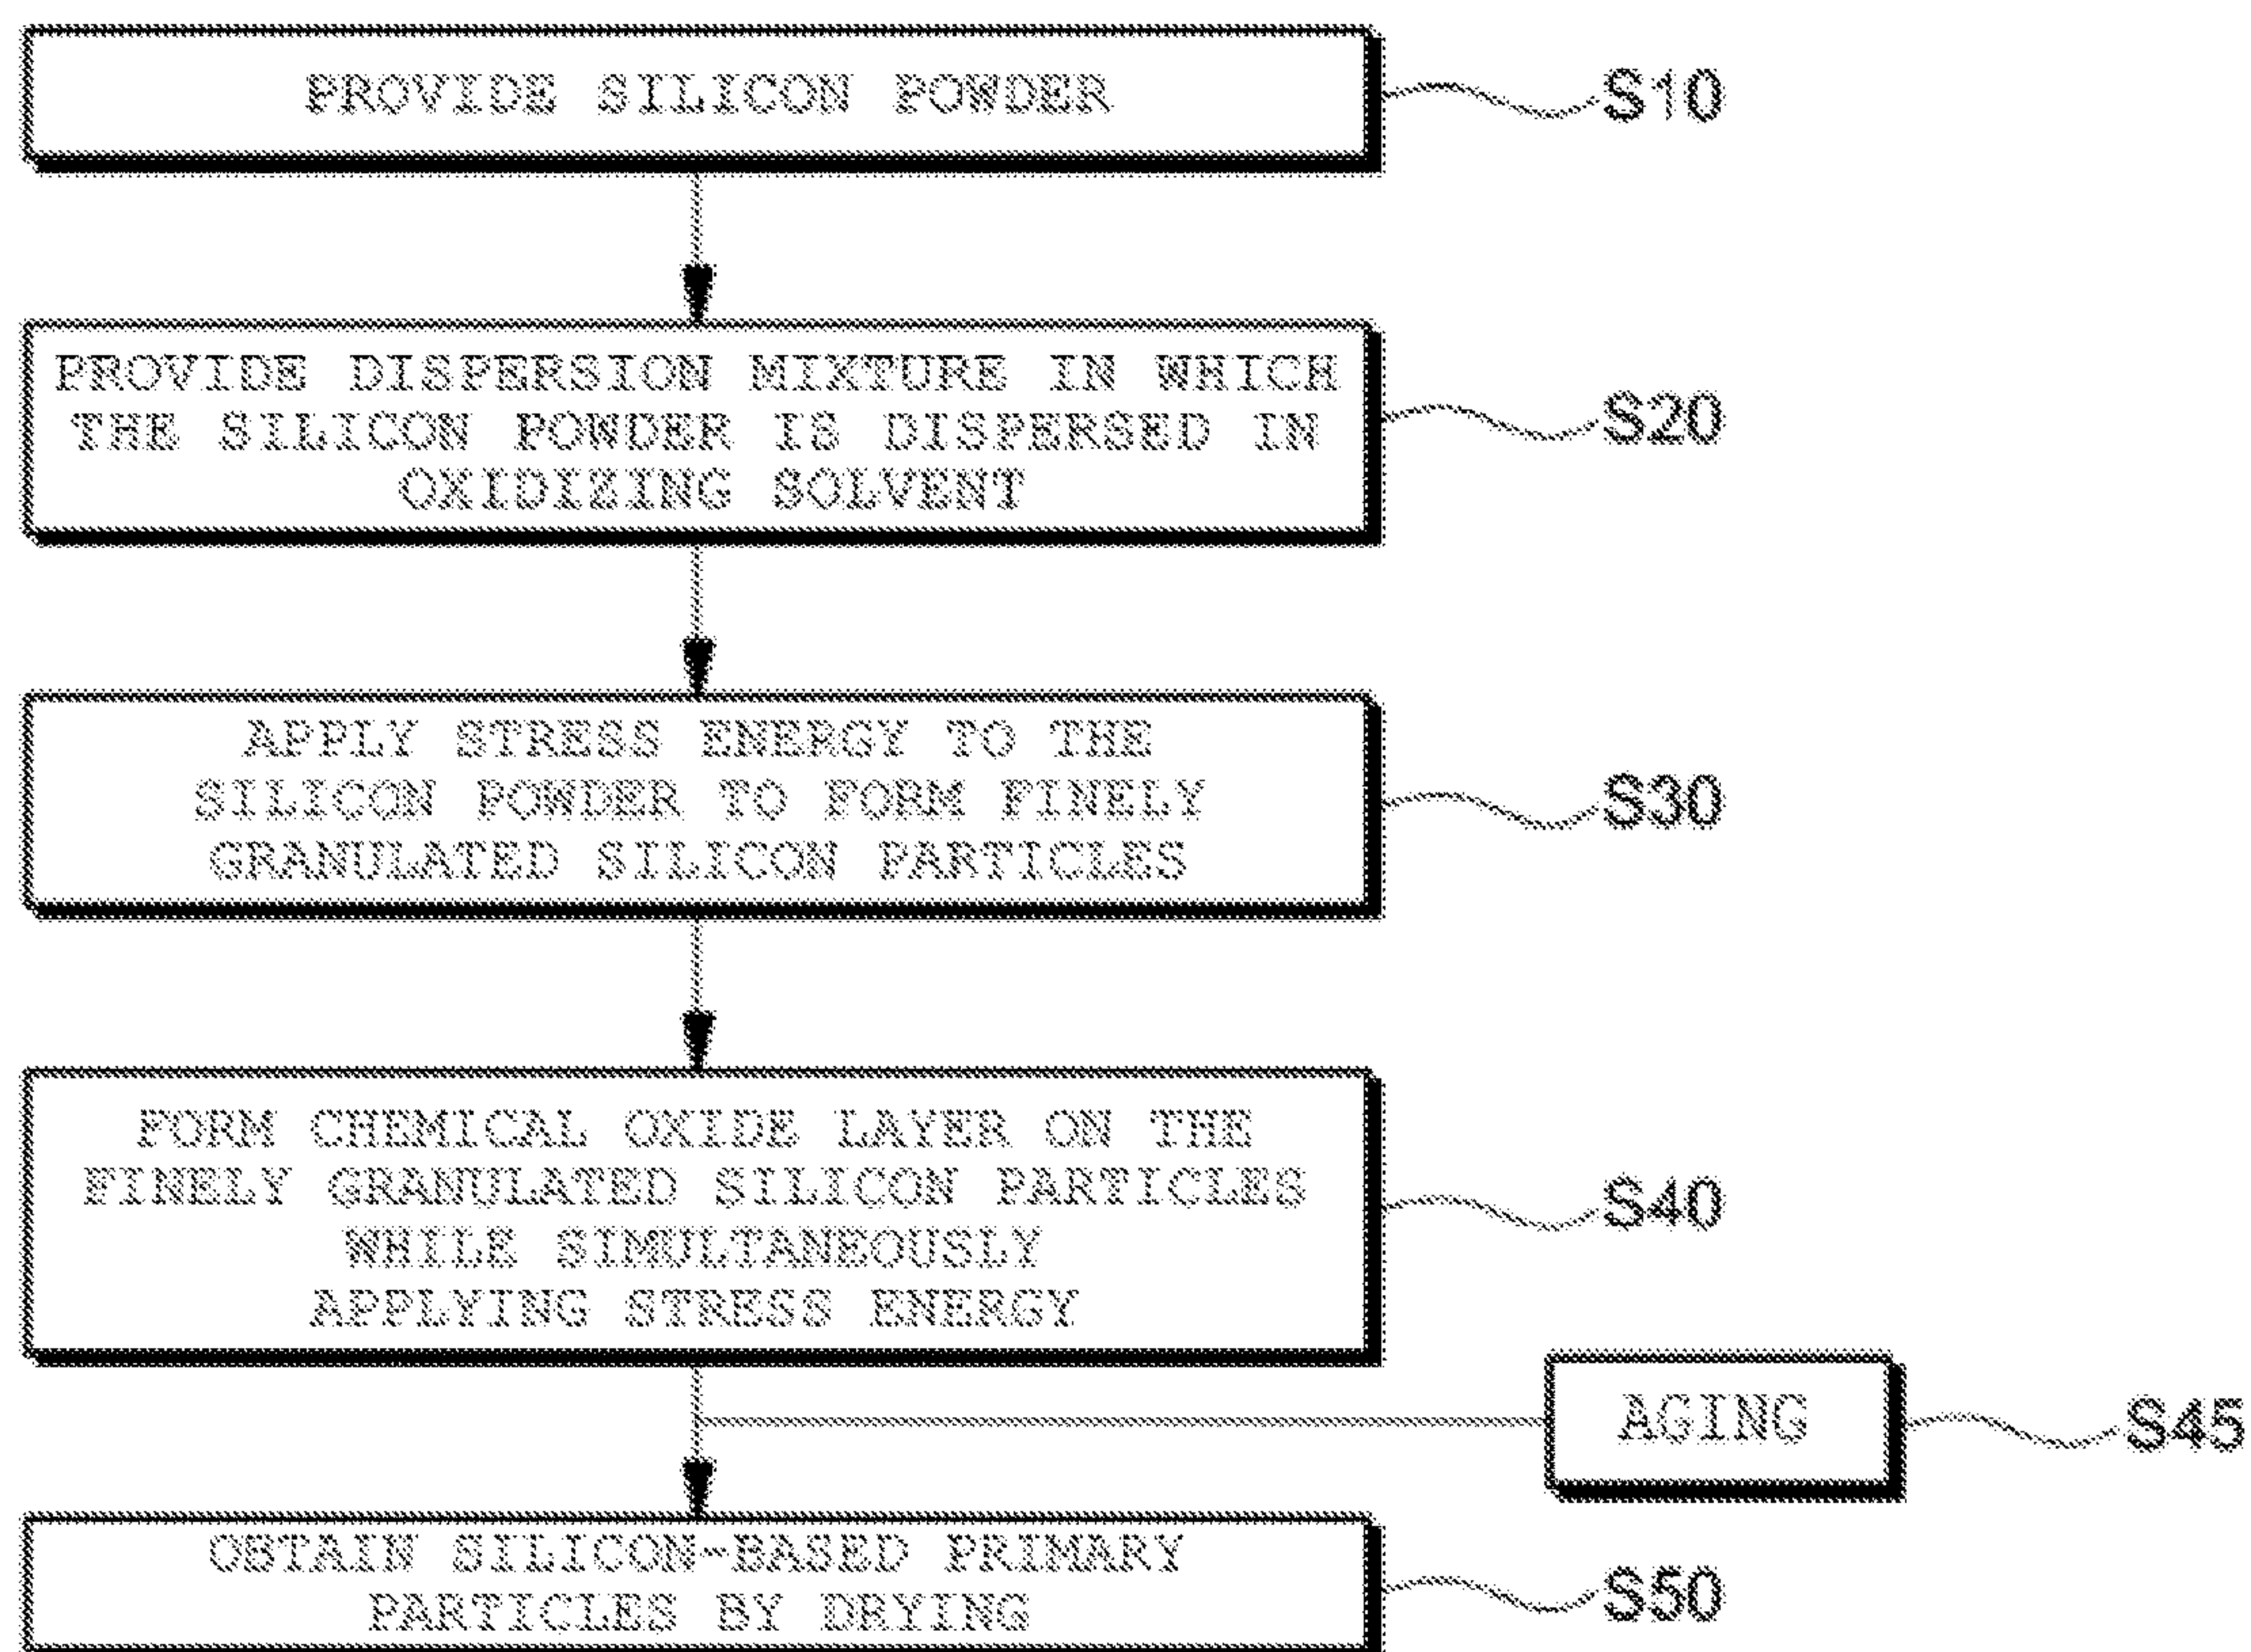 PROVIDE SILICON POWDER
S10
PROVIDE DISPERSION MIXTURE IN WHICH
THE SILICON POWDER IS DISPERSED IN
OXIDIZING SOLVENT
S20
APPLY STRESS ENERGY TO THE
SILICON POWDER TO FORM FINELY
GRANULATED SILICON PARTICLES
S30
FORM CHEMICAL OXIDE LAYER ON THE
FINELY GRANULATED SILICON PARTICLES
WHILE SIMULTANEOUSLY
APPLYING STRESS ENERGY
S40
AGING
S45
OBTAIN SILICON-BASED PRIMARY
PARTICLES BY DRYING
S50